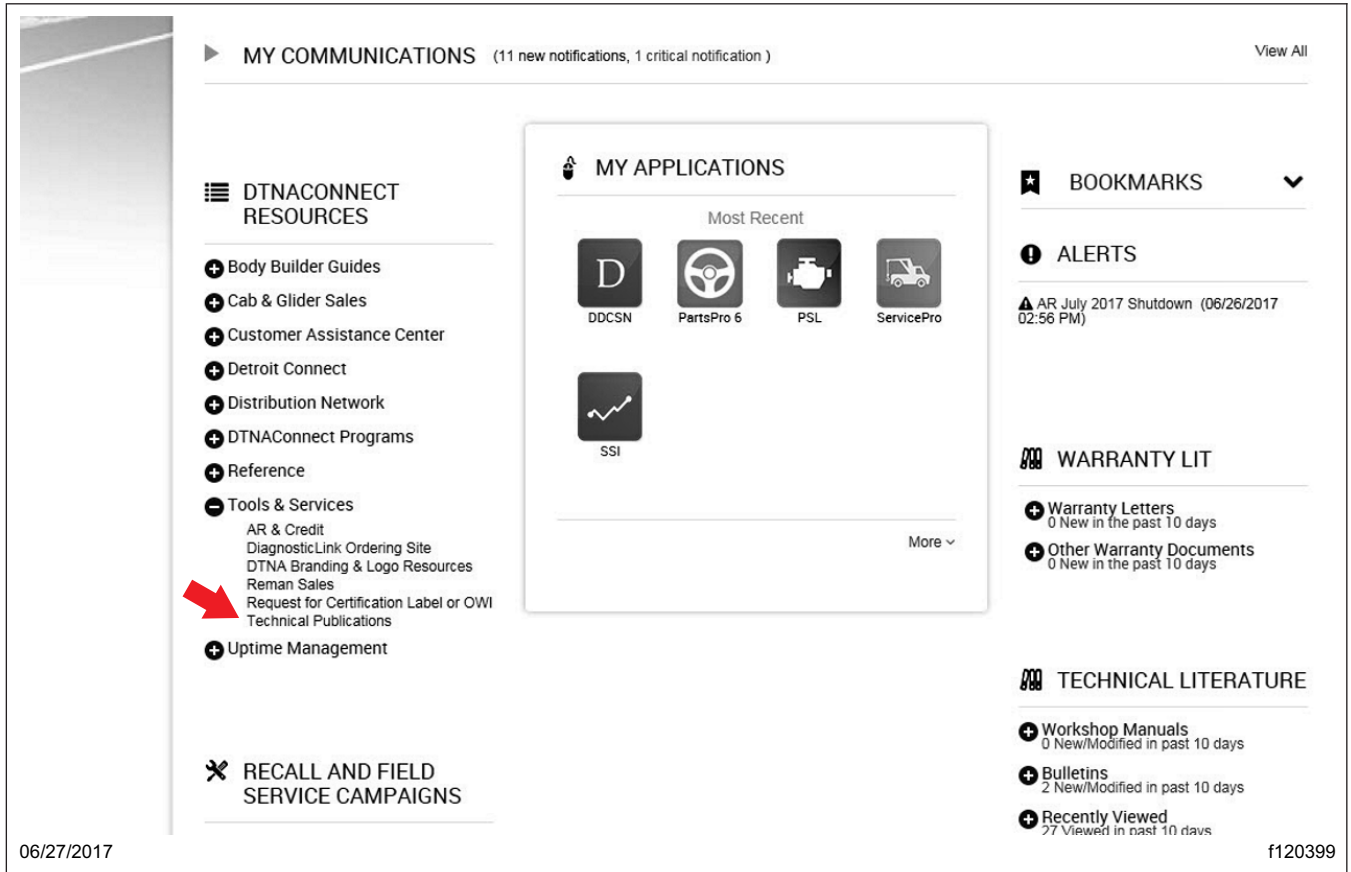 MY COMMUNICATIONS (11 new notifications, 1 critical notification )
View All
DTNACONNECT
RESOURCES
Body Builder Guides
Cab & Glider Sales
Customer Assistance Center
Detroit Connect
Distribution Network
DTNAConnect Programs
Reference
Tools & Services
AR & Credit
DiagnosticLink Ordering Site
DTNA Branding & Logo Resources
Reman Sales
Request for Certification Label or OWI
Technical Publications
Uptime Management
RECALL AND FIELD
SERVICE CAMPAIGNS
MY APPLICATIONS
Most Recent
D
DDCSN
PartsPro 6
PSL
ServicePro
SSI
More
BOOKMARKS
ALERTS
AR July 2017 Shutdown (06/26/2017
02:56 PM)
WARRANTY LIT
Warranty Letters
0 New in the past 10 days
Other Warranty Documents
0 New in the past 10 days
TECHNICAL LITERATURE
Workshop Manuals
0 New/Modified in past 10 days
Bulletins
2 New/Modified in past 10 days
Recently Viewed
27 Viewed in past 10 days
06/27/2017
f120399